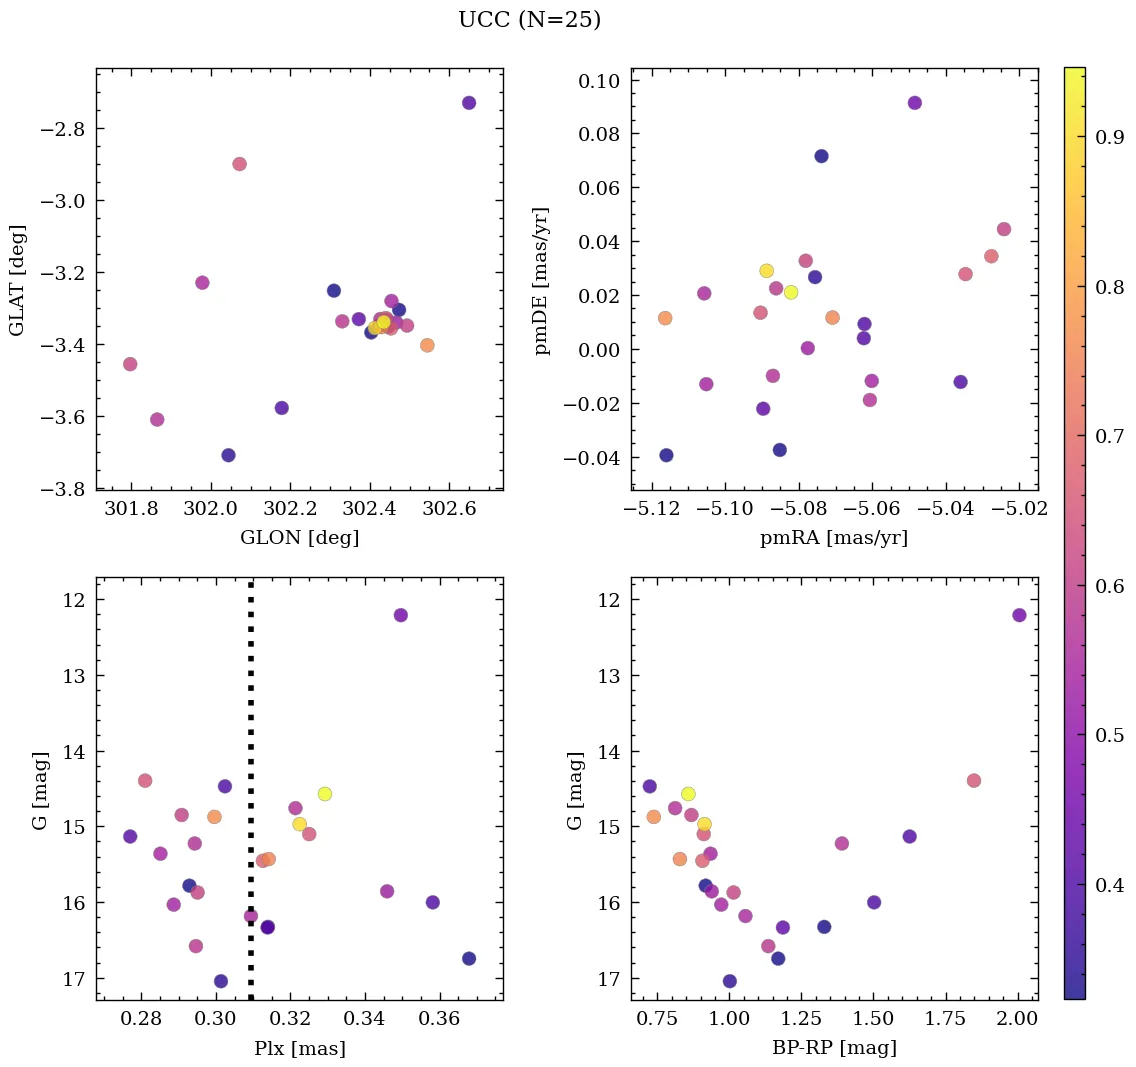 UCC (N=25)
−2.8
−3.0
−3.2
−3.4
−3.6
−3.8
GLAT [deg]
301.8 302.0 302.2 302.4 302.6
GLON [deg]
0.10
0.08
0.06
0.04
0.02
0.00
−0.02
−0.04
pmDE [mas/yr]
−5.12 −5.10 −5.08 −5.06 −5.04 −5.02
pmRA [mas/yr]
12
13
14
15
16
17
G [mag]
0.28 0.30 0.32 0.34 0.36
Plx [mas]
12
13
14
15
16
17
G [mag]
0.75 1.00 1.25 1.50 1.75 2.00
BP-RP [mag]
0.9
0.8
0.7
0.6
0.5
0.4